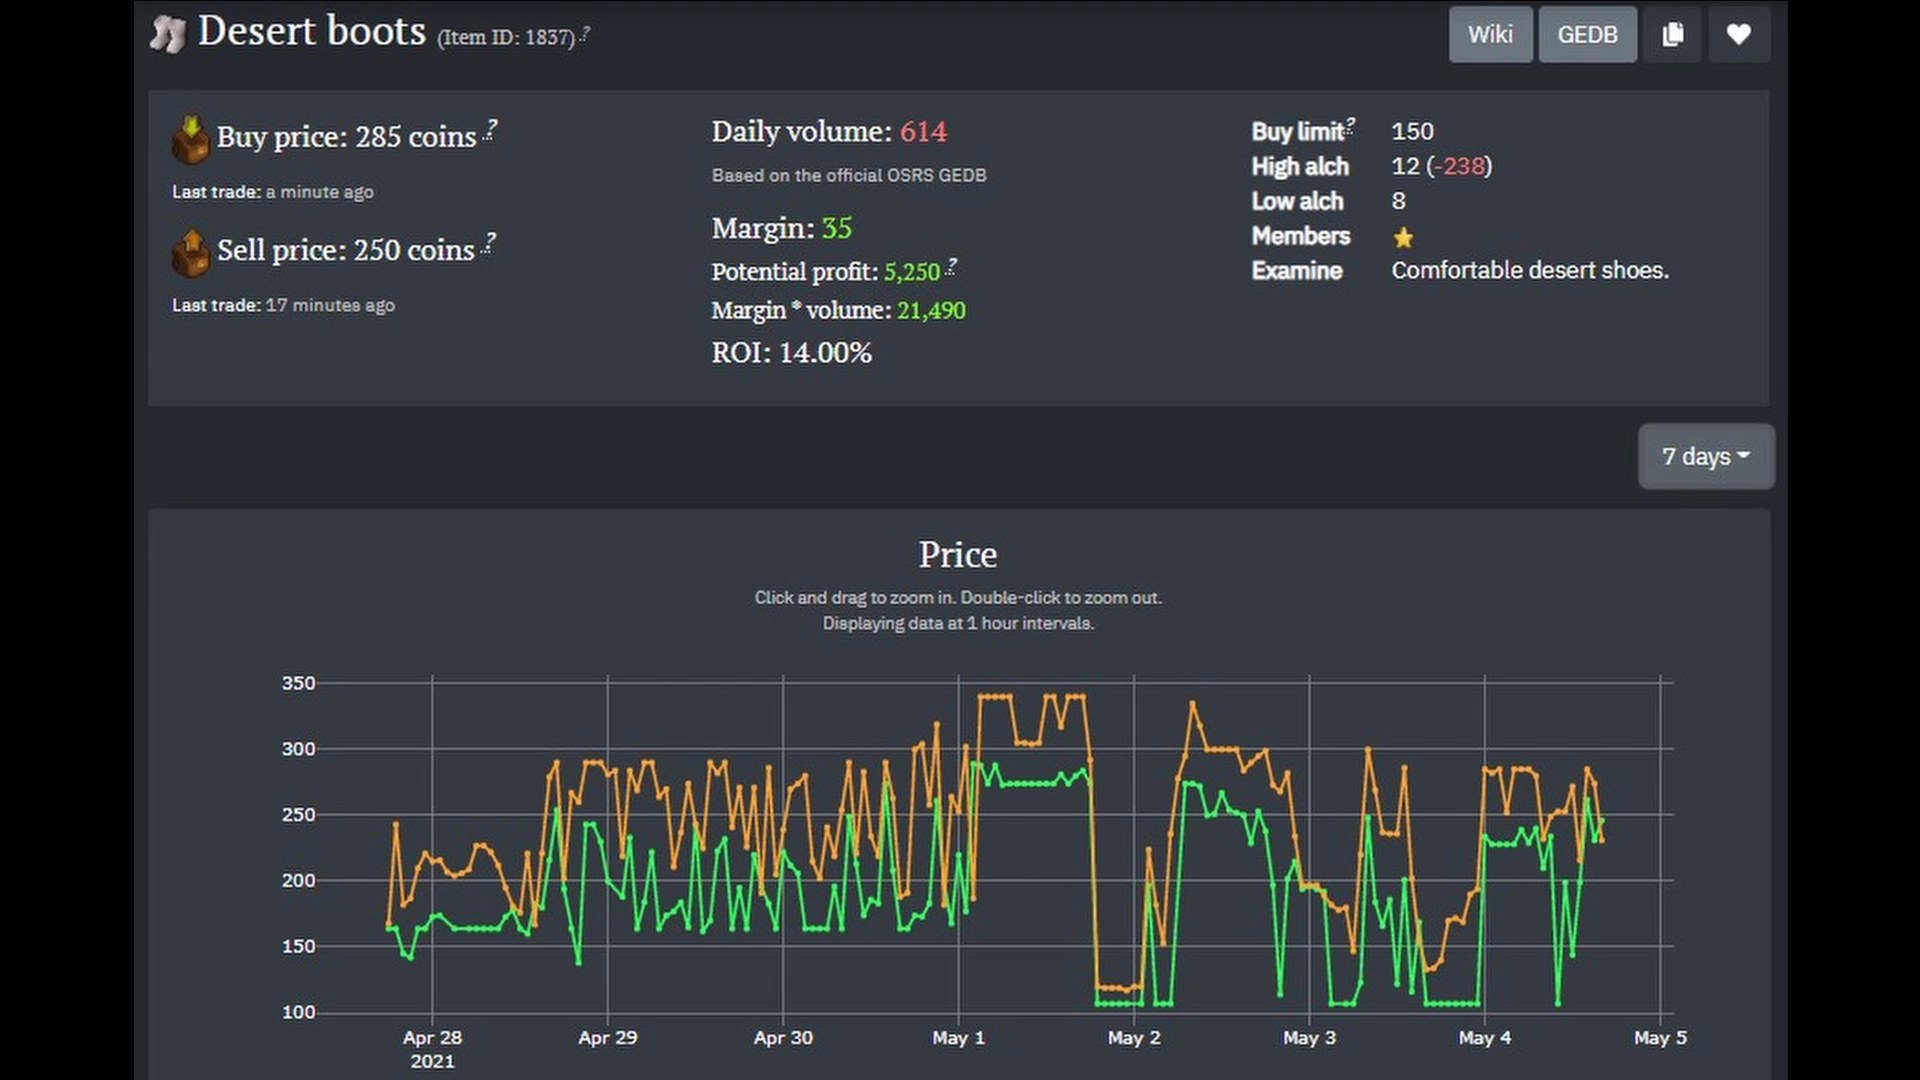 Desert boots (Item ID: 1837) ?
Wiki
GEDB
Buy price: 285 coins ?
Last trade: a minute ago
Sell price: 250 coins ?
Last trade: 17 minutes ago
Daily volume: 614
Based on the official OSRS GEDB
Margin: 35
Potential profit: 5,250 ?
Margin * volume: 21,490
ROI: 14.00%
Buy limit? 150
High alch 12 (-238)
Low alch 8
Members
Examine Comfortable desert shoes.
7 days
Price
Click and drag to zoom in. Double-click to zoom out.
Displaying data at 1 hour intervals.
350
300
250
200
150
100
Apr 28 Apr 29 Apr 30 May 1 May 2 May 3 May 4 May 5
2021